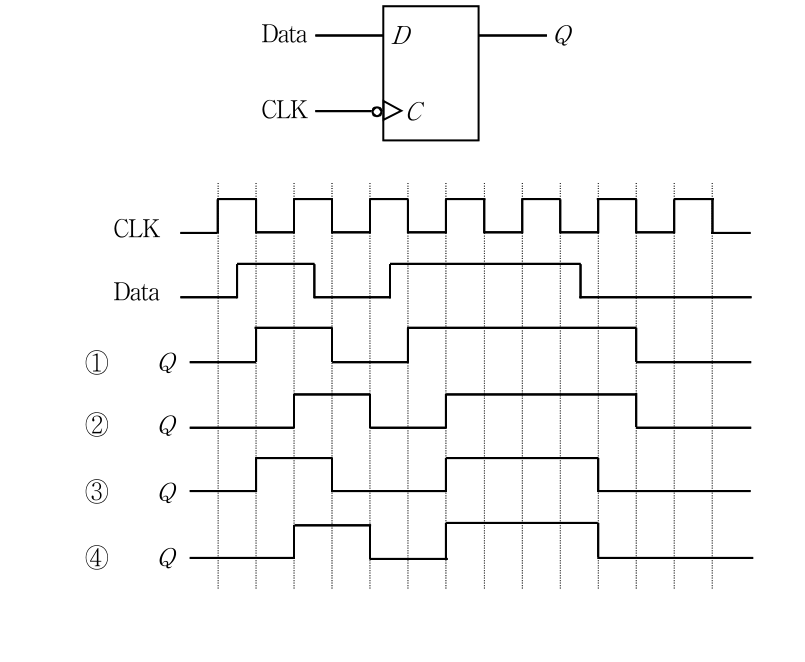 Data D Q
CLK C
CLK
Data
① Q
② Q
③ Q
④ Q